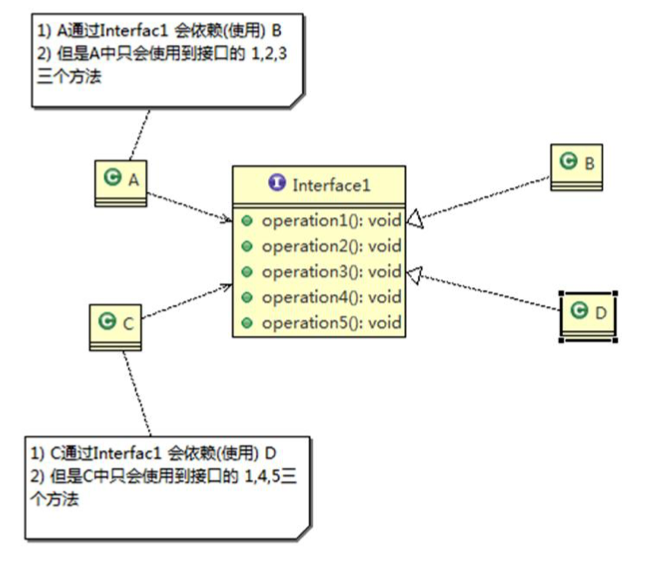 1) A通过Interfac1 会依赖(使用) B
2) 但是A中只会使用到接口的 1,2,3
三个方法
C A
C B
I Interface1
operation1(): void
operation2(): void
operation3(): void
operation4(): void
operation5(): void
C C
C D
1) C通过Interfac1 会依赖(使用) D
2) 但是C中只会使用到接口的 1,4,5三
个方法